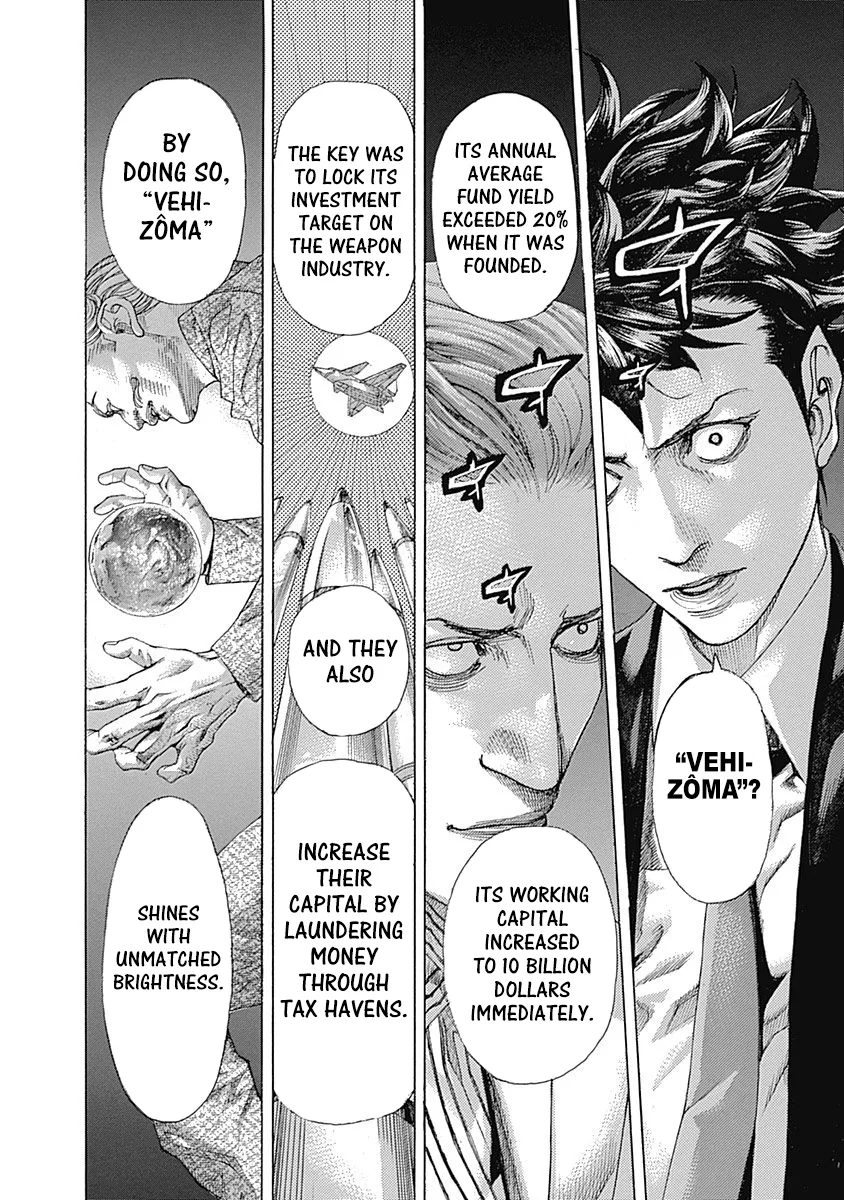 "VEHI-
ZÔMA"?
ITS ANNUAL
AVERAGE
FUND YIELD
EXCEEDED 20%
WHEN IT WAS
FOUNDED.
ITS WORKING
CAPITAL
INCREASED
TO 10 BILLION
DOLLARS
IMMEDIATELY.
THE KEY WAS
TO LOCK ITS
INVESTMENT
TARGET ON
THE WEAPON
INDUSTRY.
AND THEY
ALSO
INCREASE
THEIR
CAPITAL BY
LAUNDERING
MONEY
THROUGH
TAX HAVENS.
BY
DOING SO,
"VEHI-
ZÔMA"
SHINES
WITH
UNMATCHED
BRIGHTNESS.